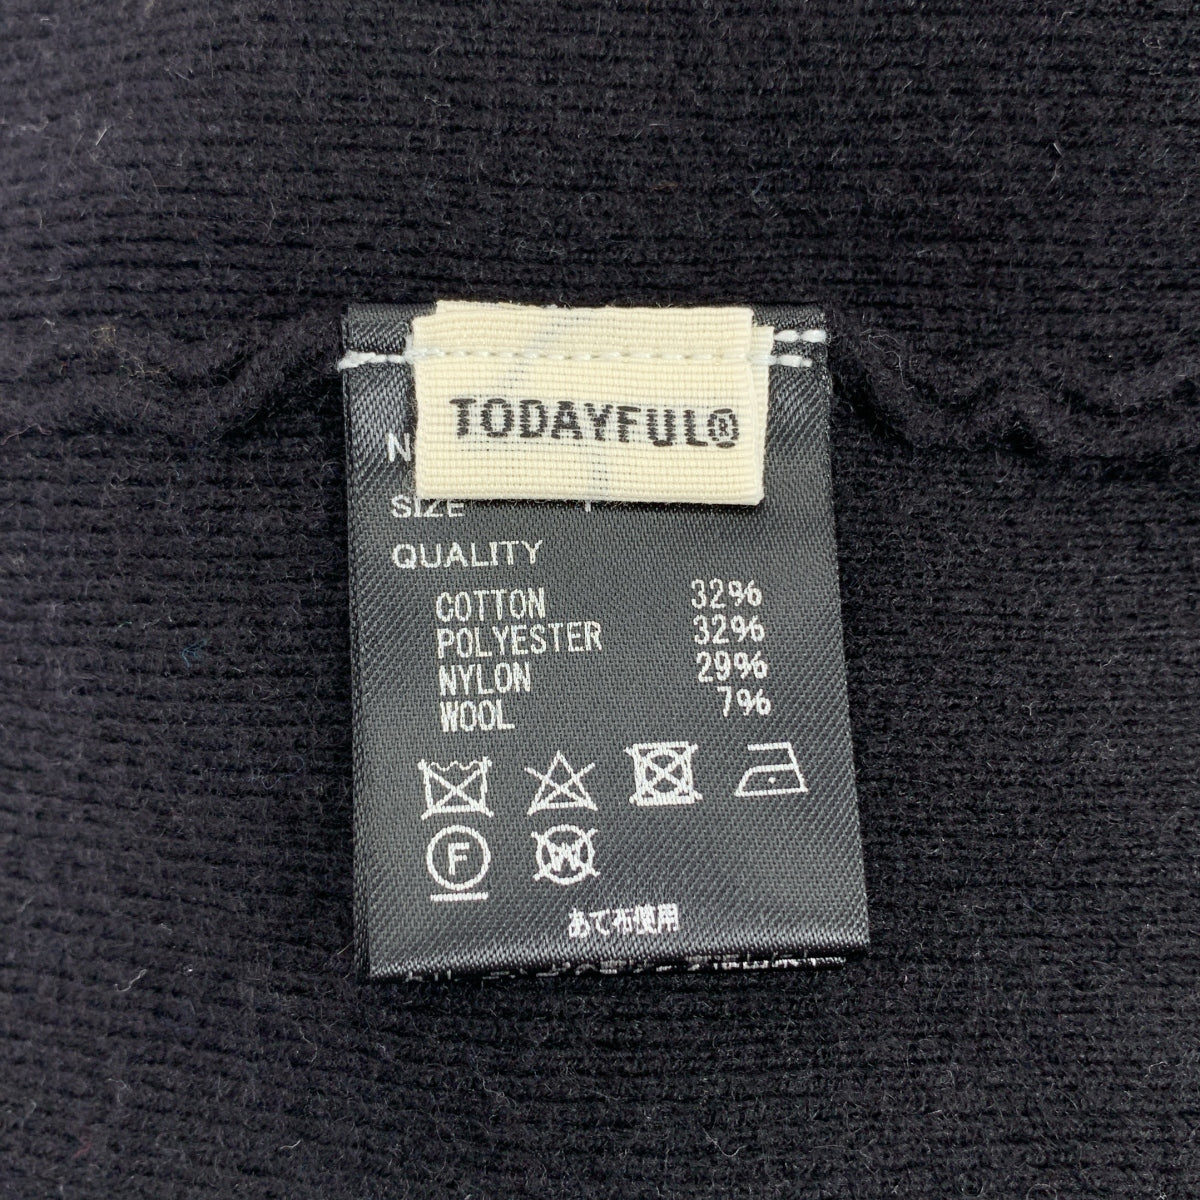 TODAYFUL®
SIZE
QUALITY
COTTON 32%
POLYESTER 32%
NYLON 29%
WOOL 7%
F
W
あて布使用